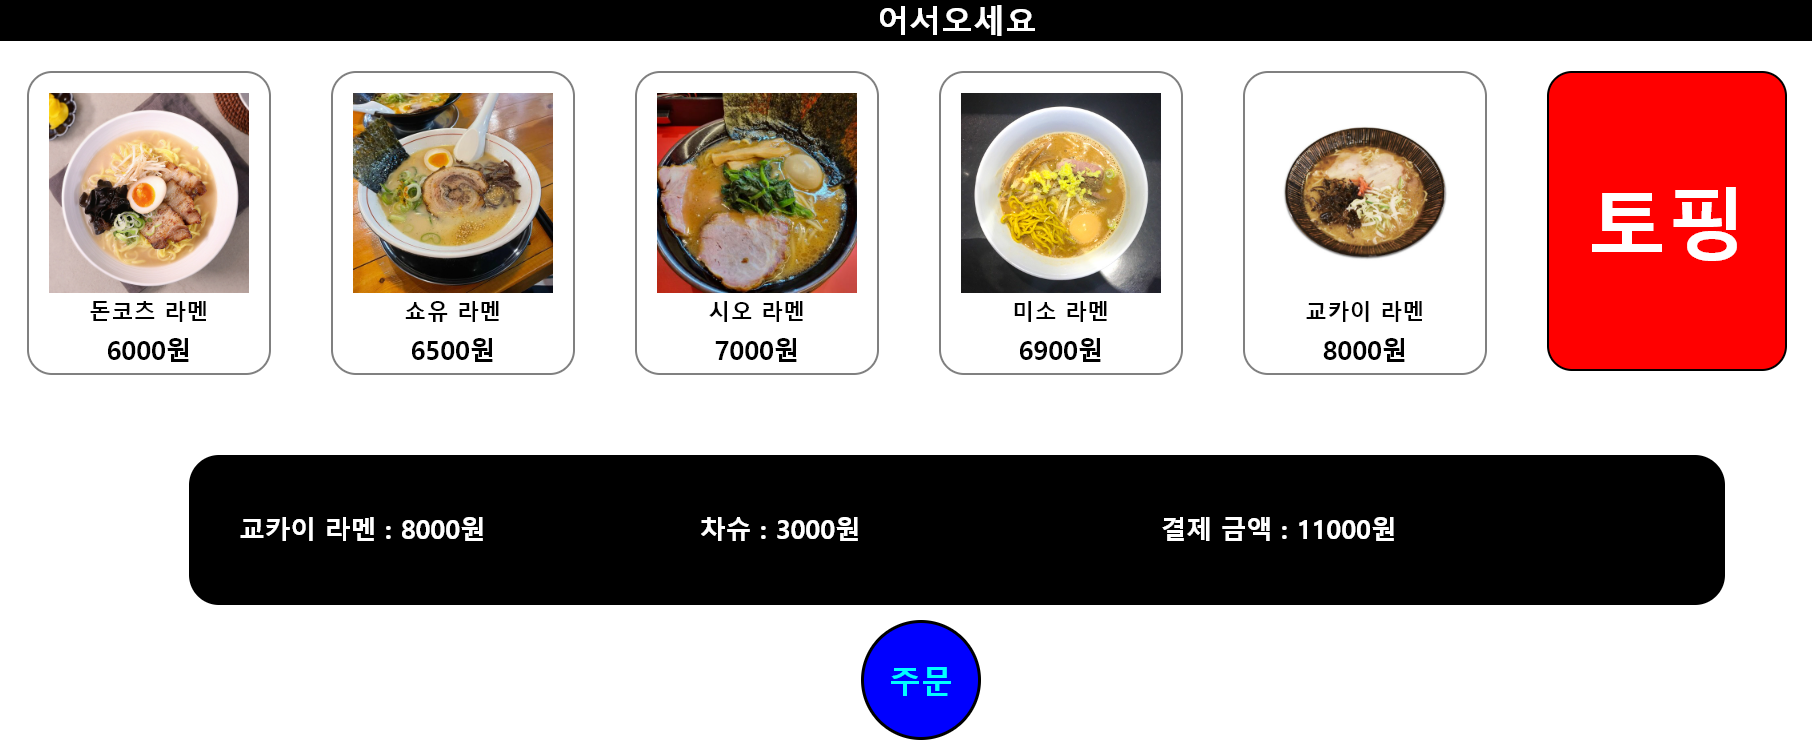 어서오세요
돈코츠 라멘
6000원
쇼유 라멘
6500원
시오 라멘
7000원
미소 라멘
6900원
교카이 라멘
8000원
토핑
교카이 라멘 : 8000원
차슈 : 3000원
결제 금액 : 11000원
주문